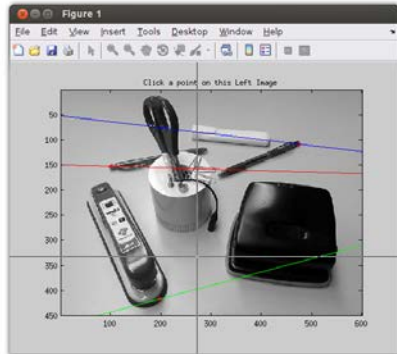 Figure 1
File Edit View Insert Tools Desktop Window Help
Click a point on this Left Image
50
100
150
200
250
300
350
400
450
100 200 300 400 500 600